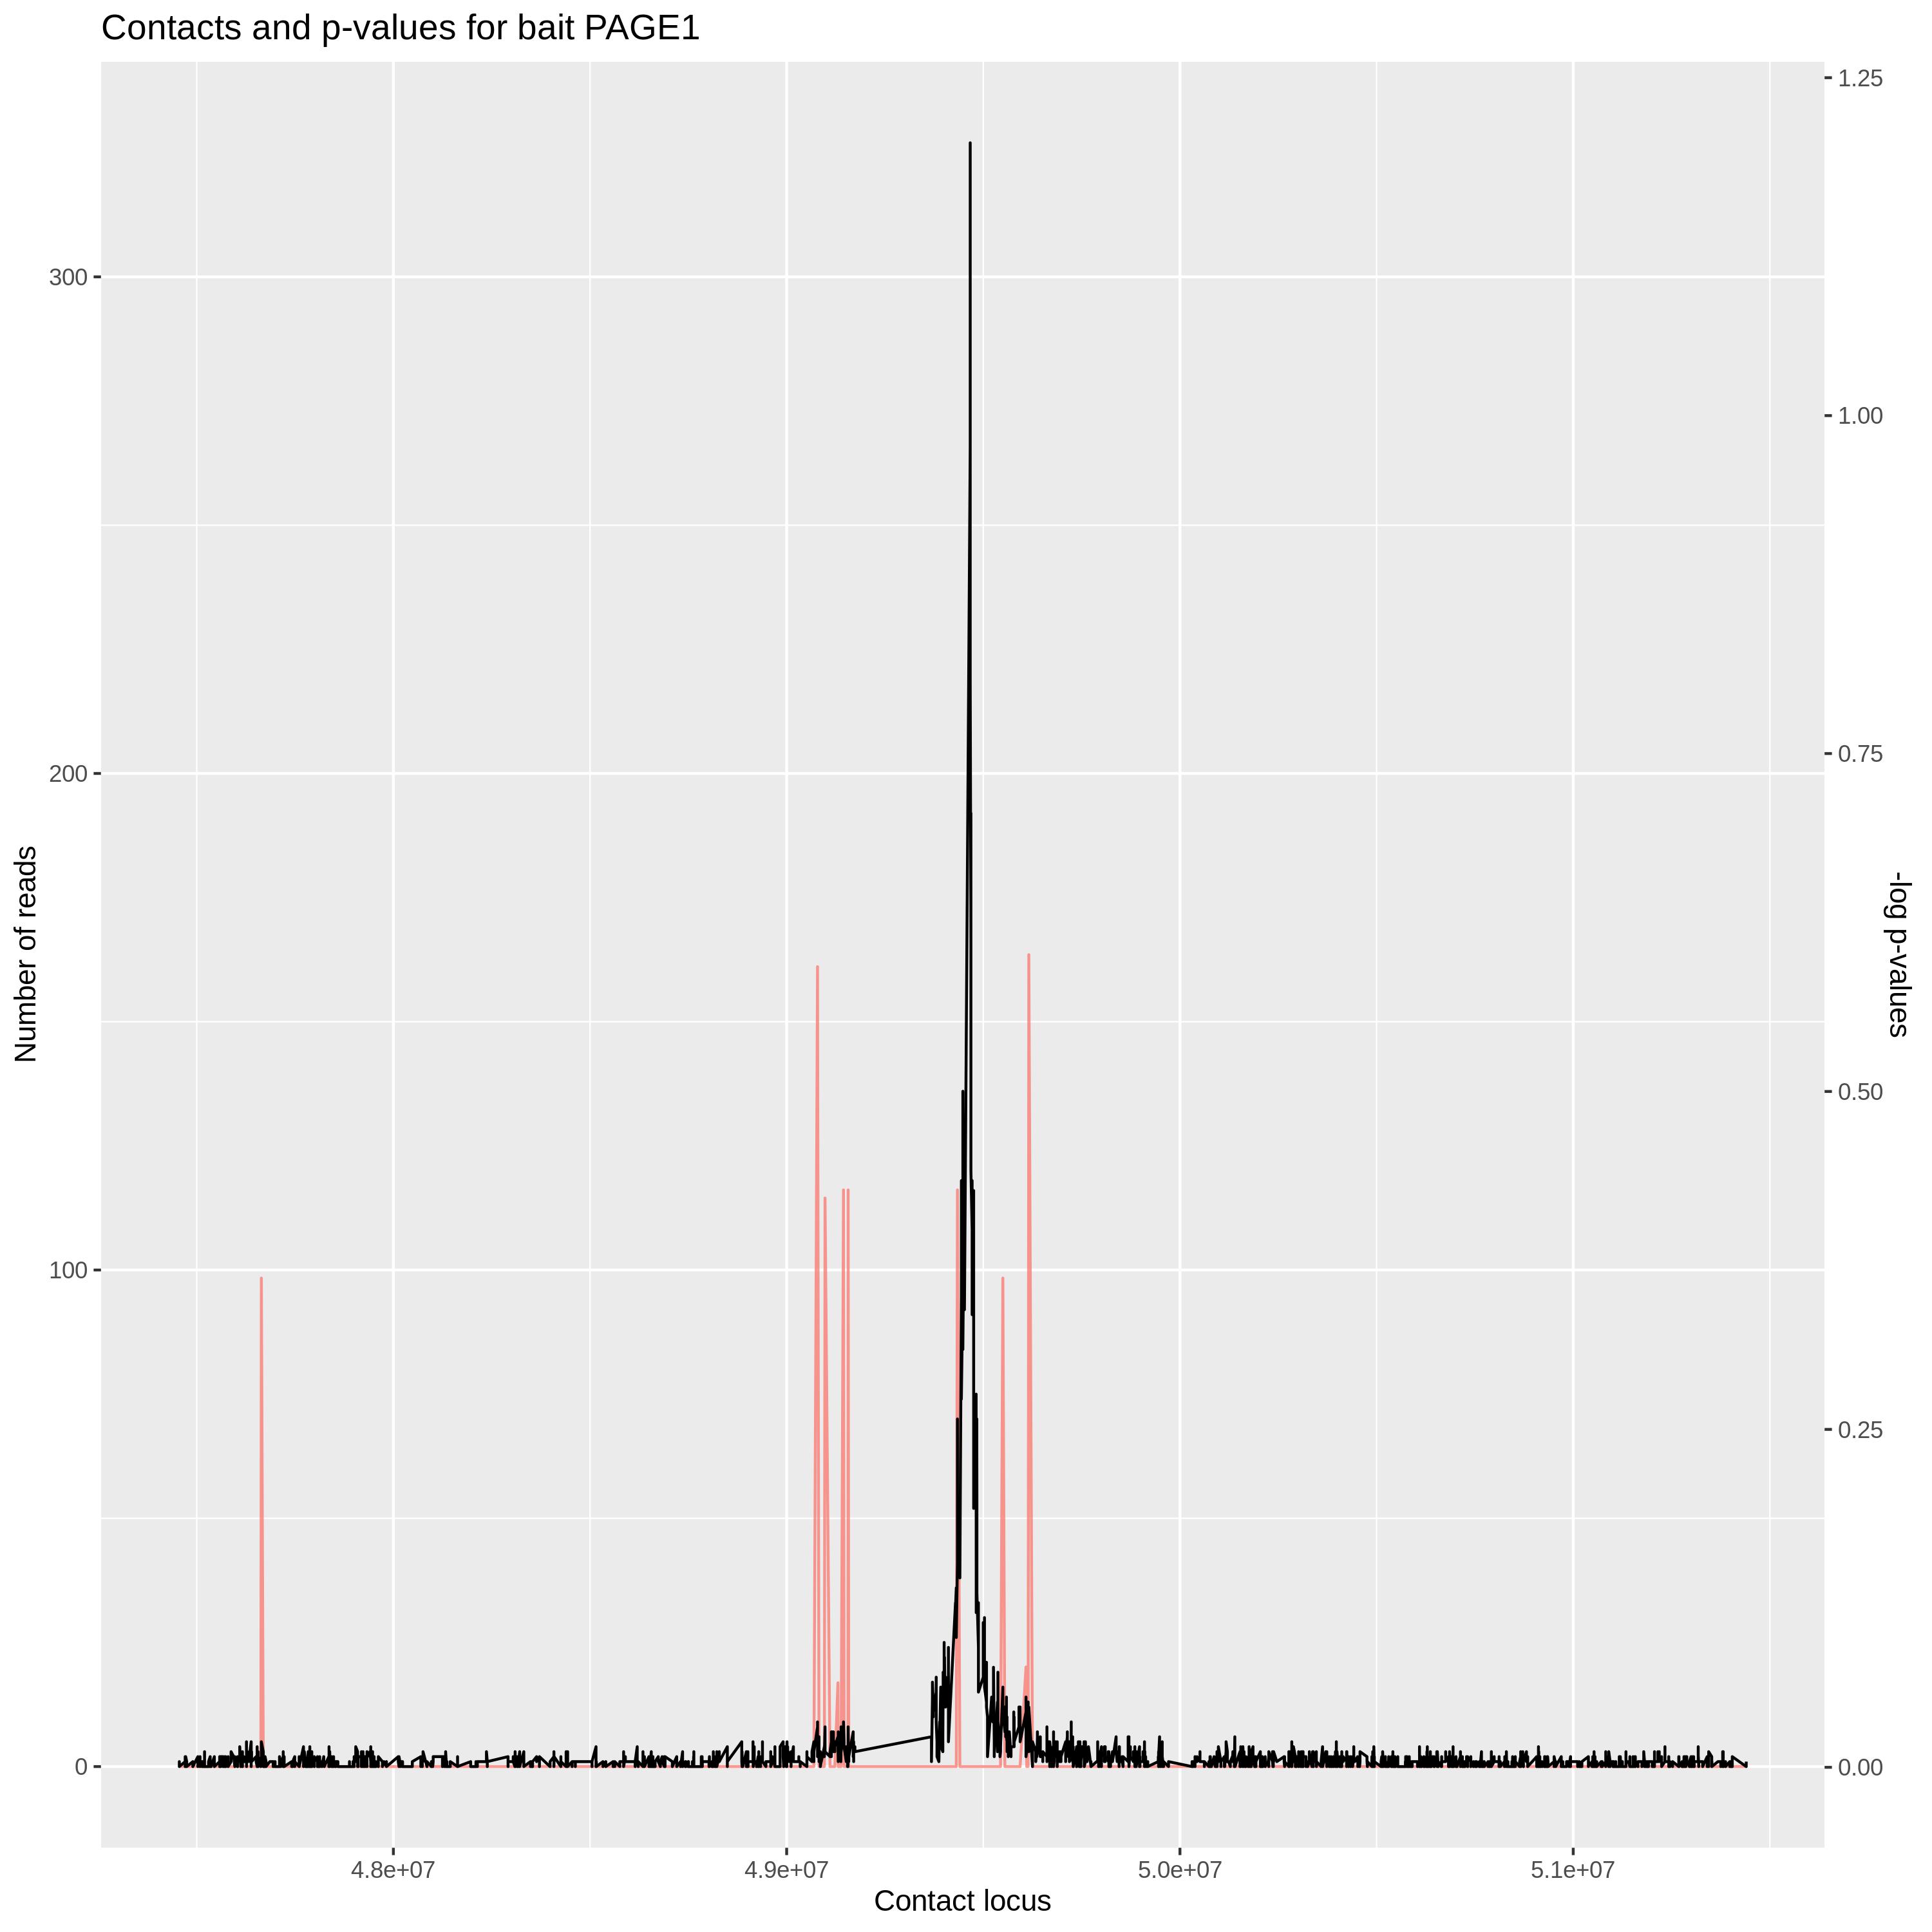 Contacts and p-values for bait PAGE1
1.25
1.00
0.75
0.50
0.25
0.00
300
200
100
0
Number of reads
-log p-values
4.8e+07
4.9e+07
5.0e+07
5.1e+07
Contact locus